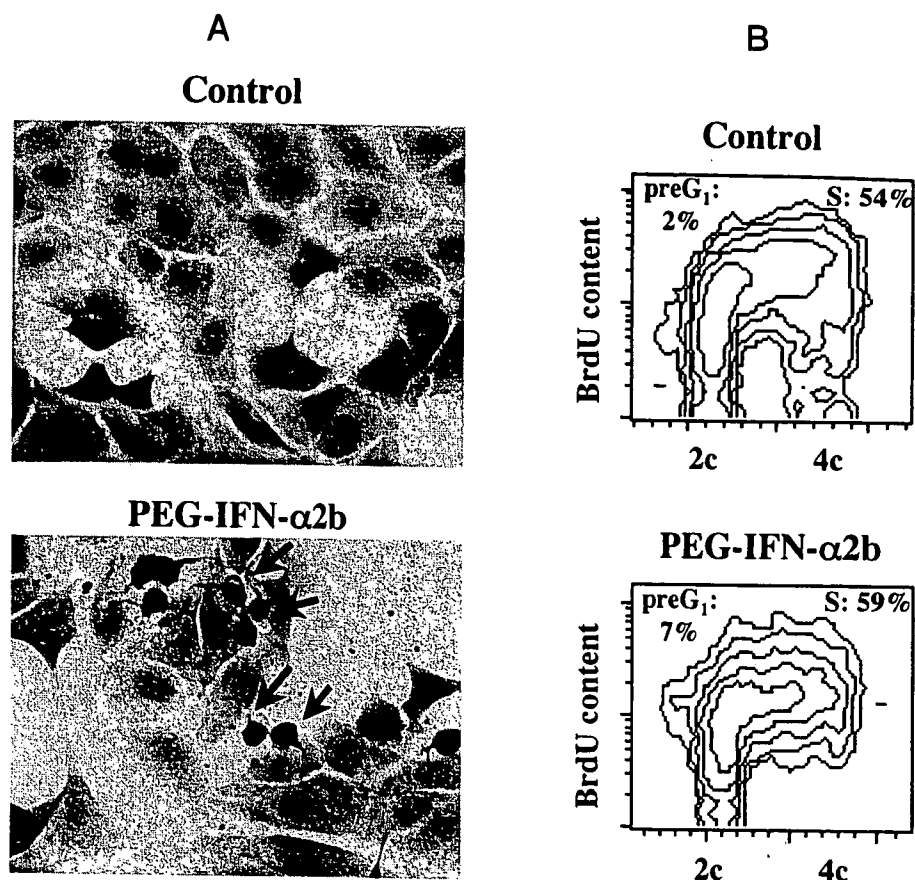 A
Control
PEG-IFN-α2b
B
Control
preG₁:
2%
S: 54%
BrdU content
2c
4c
PEG-IFN-α2b
preG₁:
7%
S: 59%
BrdU content
2c
4c